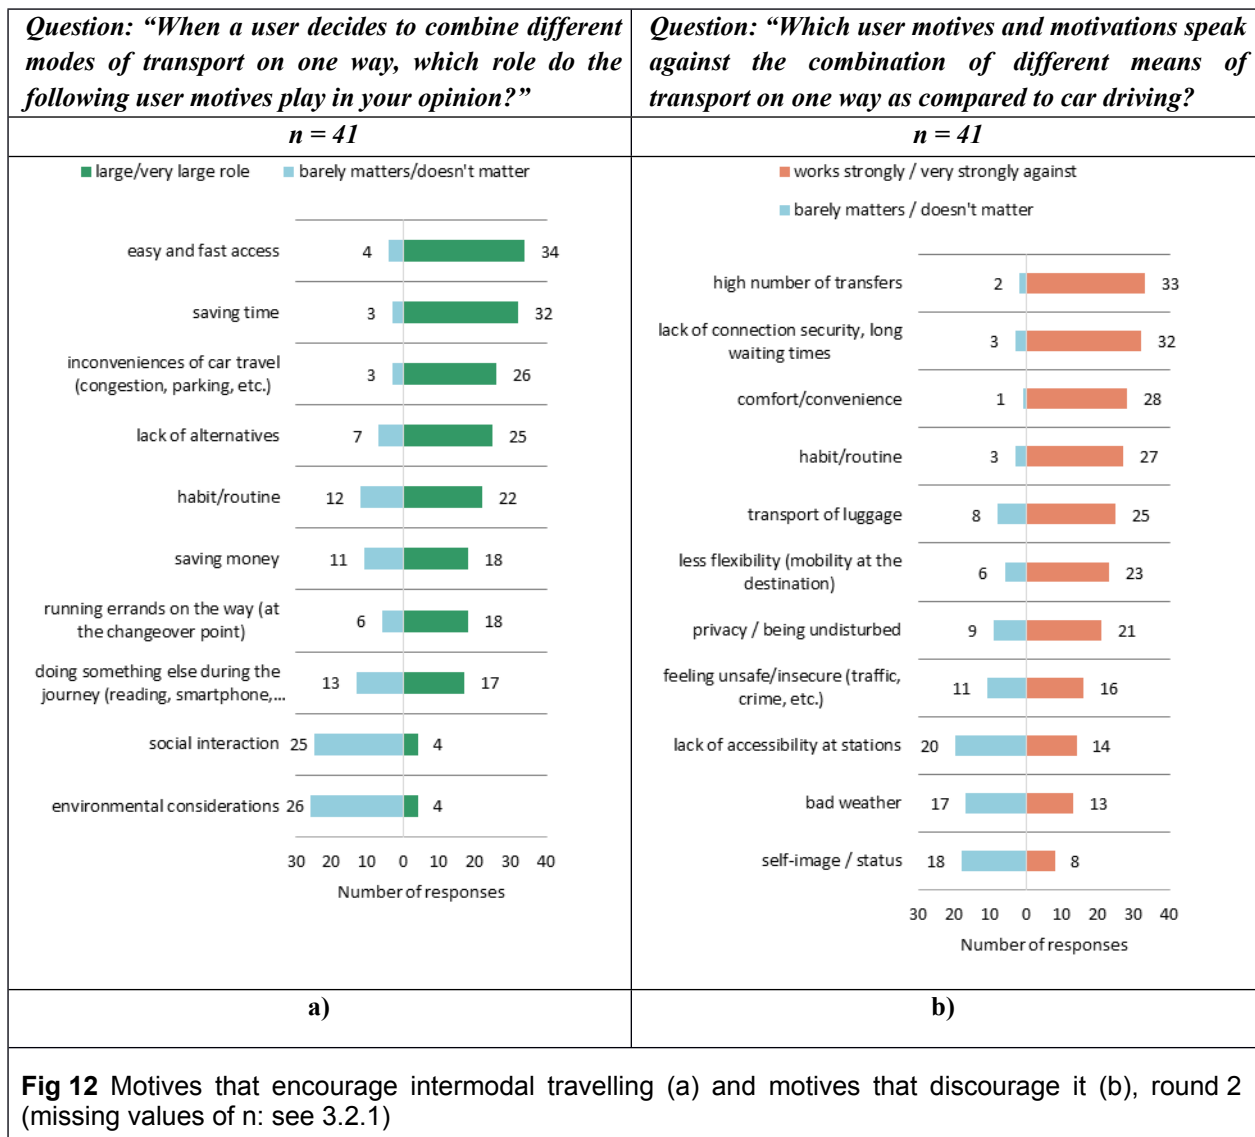 Question: “When a user decides to combine different
modes of transport on one way, which role do the
following user motives play in your opinion?”
n = 41
large/very large role barely matters/doesn't matter
easy and fast access 4 34
saving time 3 32
inconveniences of car travel
(congestion, parking, etc.) 3 26
lack of alternatives 7 25
habit/routine 12 22
saving money 11 18
running errands on the way (at
the changeover point) 6 18
doing something else during the
journey (reading, smartphone,... 13 17
social interaction 25 4
environmental considerations 26 4
30 20 10 0 10 20 30 40
Number of responses
a)
Question: “Which user motives and motivations speak
against the combination of different means of
transport on one way as compared to car driving?
n = 41
works strongly / very strongly against
barely matters / doesn't matter
high number of transfers 2 33
lack of connection security, long
waiting times 3 32
comfort/convenience 1 28
habit/routine 3 27
transport of luggage 8 25
less flexibility (mobility at the
destination) 6 23
privacy / being undisturbed 9 21
feeling unsafe/insecure (traffic,
crime, etc.) 11 16
lack of accessibility at stations 20 14
bad weather 17 13
self-image / status 18 8
30 20 10 0 10 20 30 40
Number of responses
b)
Fig 12 Motives that encourage intermodal travelling (a) and motives that discourage it (b), round 2
(missing values of n: see 3.2.1)